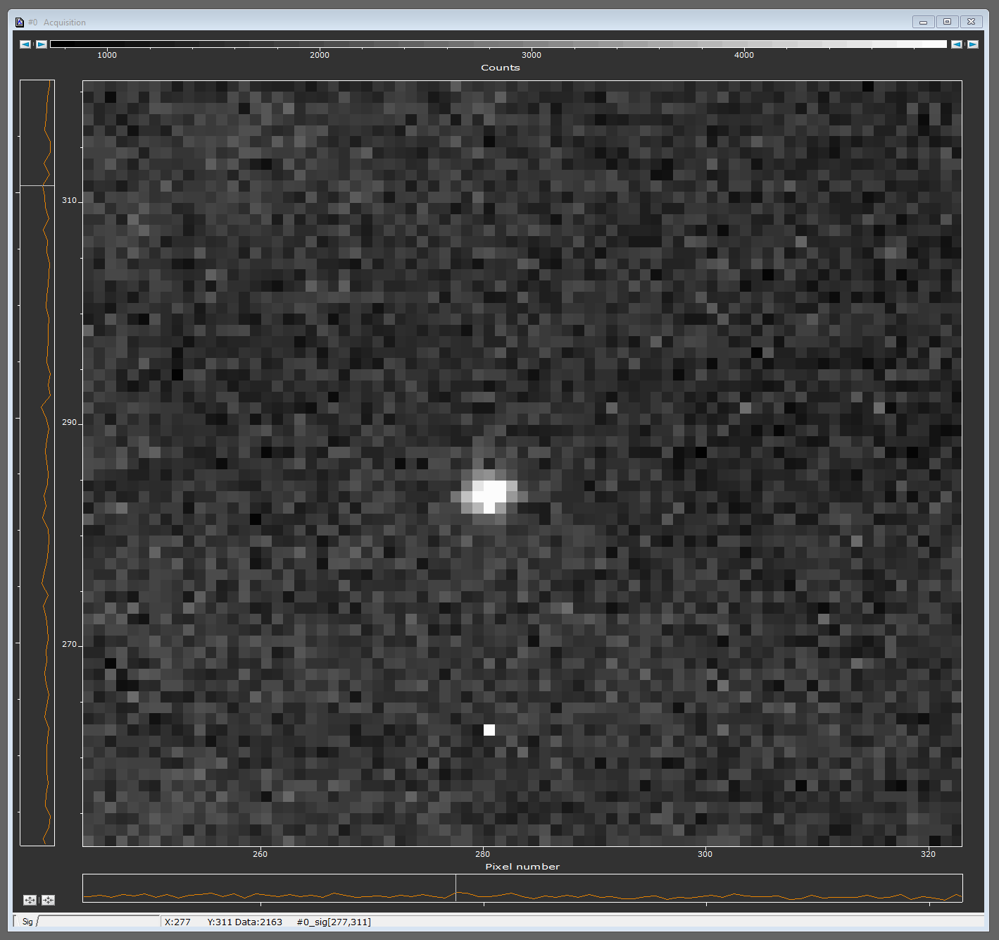 #0 Acquisition
1000 2000 3000 4000
Counts
310
290
270
260 280 300 320
Pixel number
Sig X:277 Y:311 Data:2163 #0_sig[277,311]